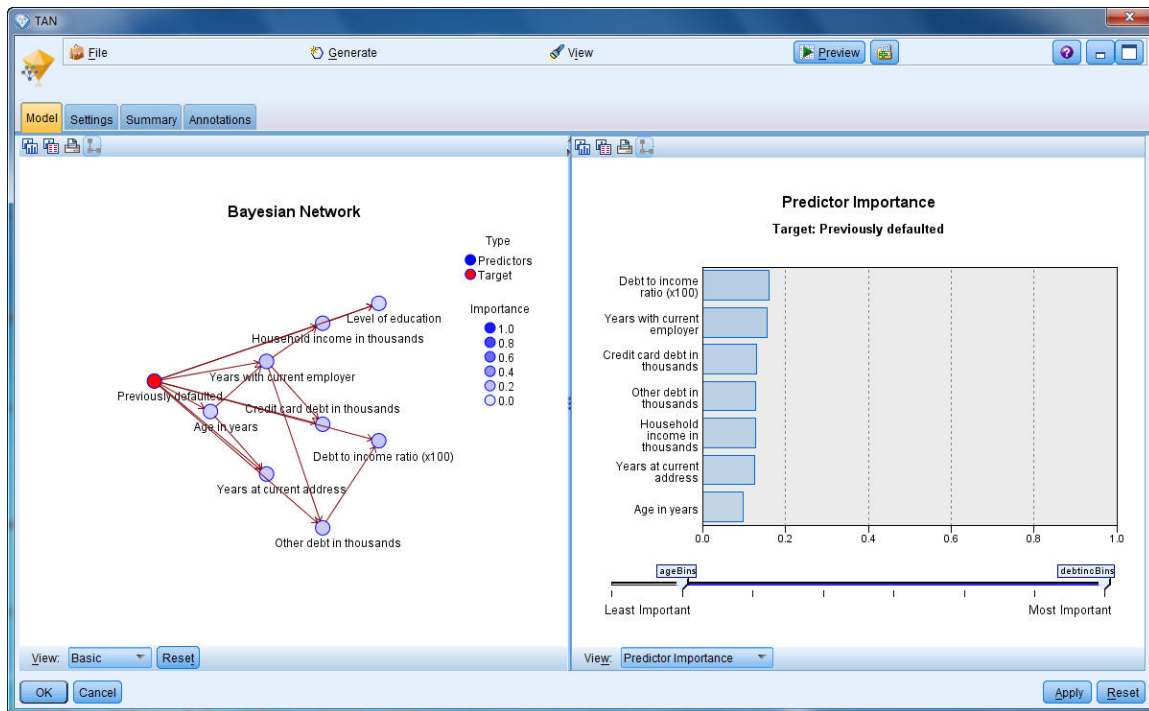 TAN
File
Generate
View
Preview
Model
Settings
Summary
Annotations
Bayesian Network
Type
Predictors
Target
Importance
1.0
0.8
0.6
0.4
0.2
0.0
Level of education
Household income in thousands
Years with current employer
Previously defaulted
Credit card debt in thousands
Age in years
Debt to income ratio (x100)
Years at current address
Other debt in thousands
View:
Basic
Reset
Predictor Importance
Target: Previously defaulted
Debt to income
ratio (x100)
Years with current
employer
Credit card debt in
thousands
Other debt in
thousands
Household
income in
thousands
Years at current
address
Age in years
0.0
0.2
0.4
0.6
0.8
1.0
ageBins
debtincBins
Least Important
Most Important
View:
Predictor Importance
OK
Cancel
Apply
Reset